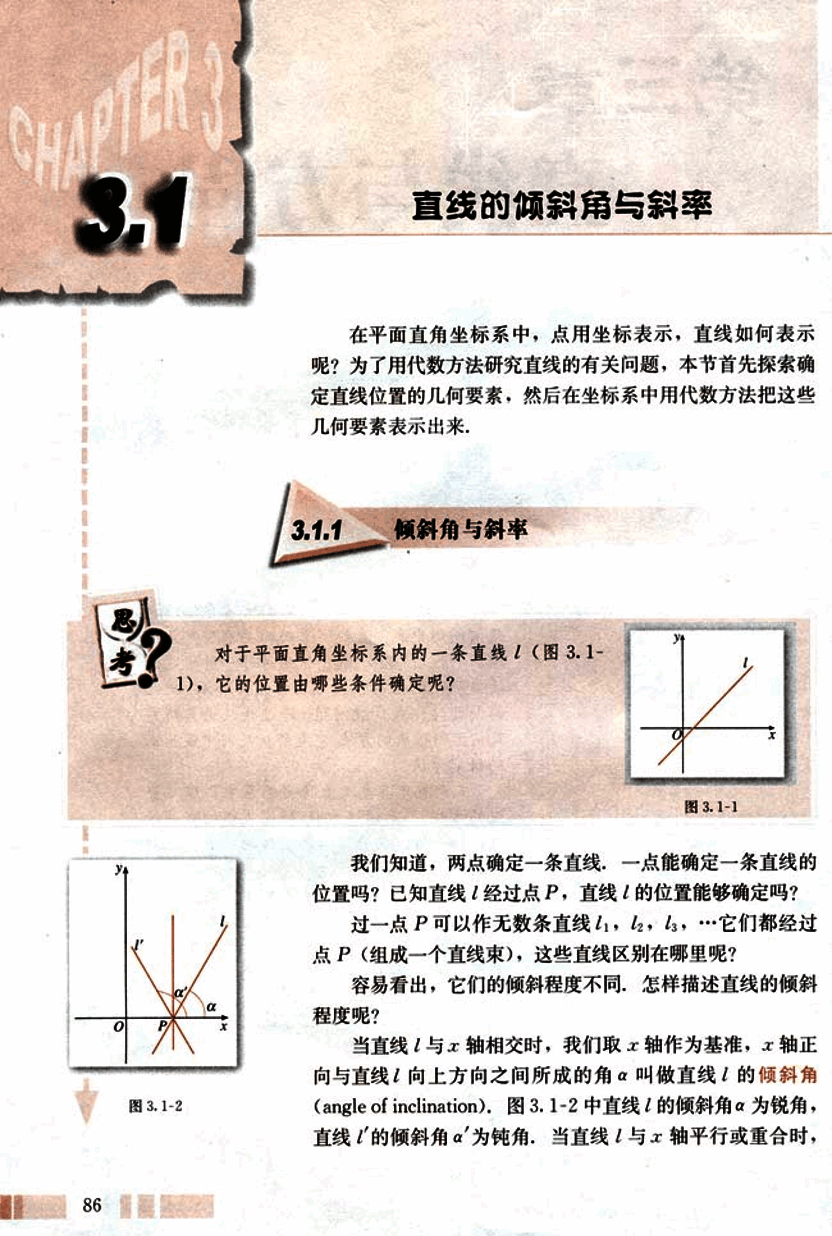 CHAPTER 3
3.1
直线的倾斜角与斜率
在平面直角坐标系中，点用坐标表示，直线如何表示
呢？为了用代数方法研究直线的有关问题，本节首先探索确
定直线位置的几何要素，然后在坐标系中用代数方法把这些
几何要素表示出来．
3.1.1 倾斜角与斜率
思考？
对于平面直角坐标系内的一条直线 l（图 3.1-
1），它的位置由哪些条件确定呢？
y
l
O
x
图 3.1-1
我们知道，两点确定一条直线．一点能确定一条直线的
位置吗？已知直线 l 经过点 P，直线 l 的位置能够确定吗？
过一点 P 可以作无数条直线 l₁，l₂，l₃，…它们都经过
点 P（组成一个直线束），这些直线区别在哪里呢？
容易看出，它们的倾斜程度不同．怎样描述直线的倾斜
程度呢？
当直线 l 与 x 轴相交时，我们取 x 轴作为基准，x 轴正
向与直线 l 向上方向之间所成的角 α 叫做直线 l 的倾斜角
（angle of inclination）．图 3.1-2 中直线 l 的倾斜角 α 为锐角，
直线 l′的倾斜角 α′为钝角．当直线 l 与 x 轴平行或重合时，
y
l′
l
α′
α
O
P
x
图 3.1-2
86